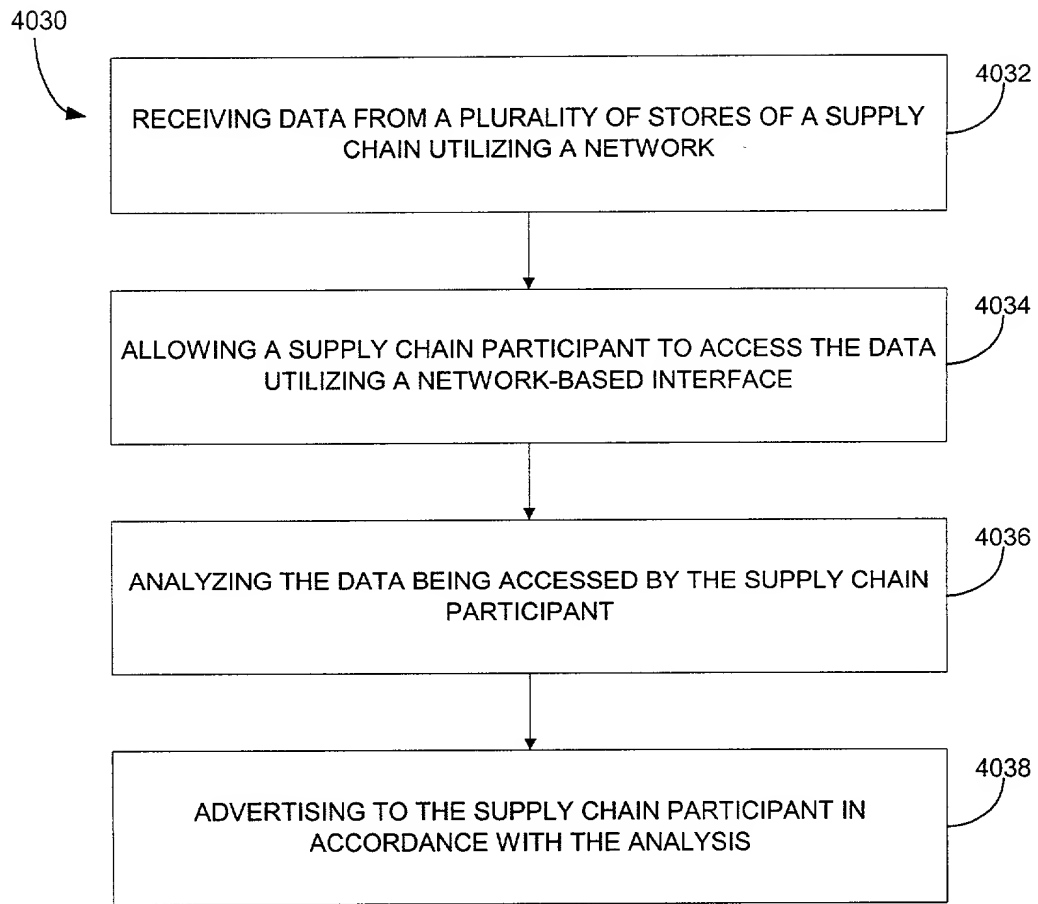 4030
4032
RECEIVING DATA FROM A PLURALITY OF STORES OF A SUPPLY
CHAIN UTILIZING A NETWORK
4034
ALLOWING A SUPPLY CHAIN PARTICIPANT TO ACCESS THE DATA
UTILIZING A NETWORK-BASED INTERFACE
4036
ANALYZING THE DATA BEING ACCESSED BY THE SUPPLY CHAIN
PARTICIPANT
4038
ADVERTISING TO THE SUPPLY CHAIN PARTICIPANT IN
ACCORDANCE WITH THE ANALYSIS